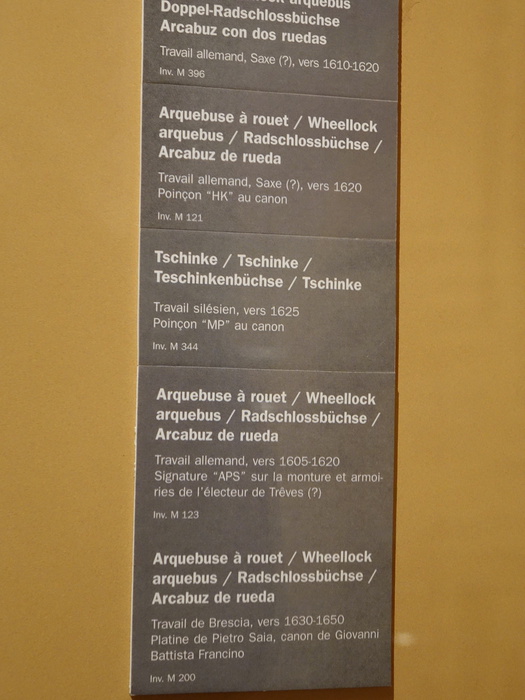 arquebus
Doppel-Radschlossbüchse
Arcabuz con dos ruedas
Travail allemand, Saxe (?), vers 1610-1620
Inv. M 396
Arquebuse à rouet / Wheellock
arquebus / Radschlossbüchse /
Arcabuz de rueda
Travail allemand, Saxe (?), vers 1620
Poinçon "HK" au canon
Inv. M 121
Tschinke / Tschinke /
Teschinkenbüchse / Tschinke
Travail silésien, vers 1625
Poinçon "MP" au canon
Inv. M 344
Arquebuse à rouet / Wheellock
arquebus / Radschlossbüchse /
Arcabuz de rueda
Travail allemand, vers 1605-1620
Signature "APS" sur la monture et armoi-
ries de l'électeur de Trêves (?)
Inv. M 123
Arquebuse à rouet / Wheellock
arquebus / Radschlossbüchse /
Arcabuz de rueda
Travail de Brescia, vers 1630-1650
Platine de Pietro Saia, canon de Giovanni
Battista Francino
Inv. M 200